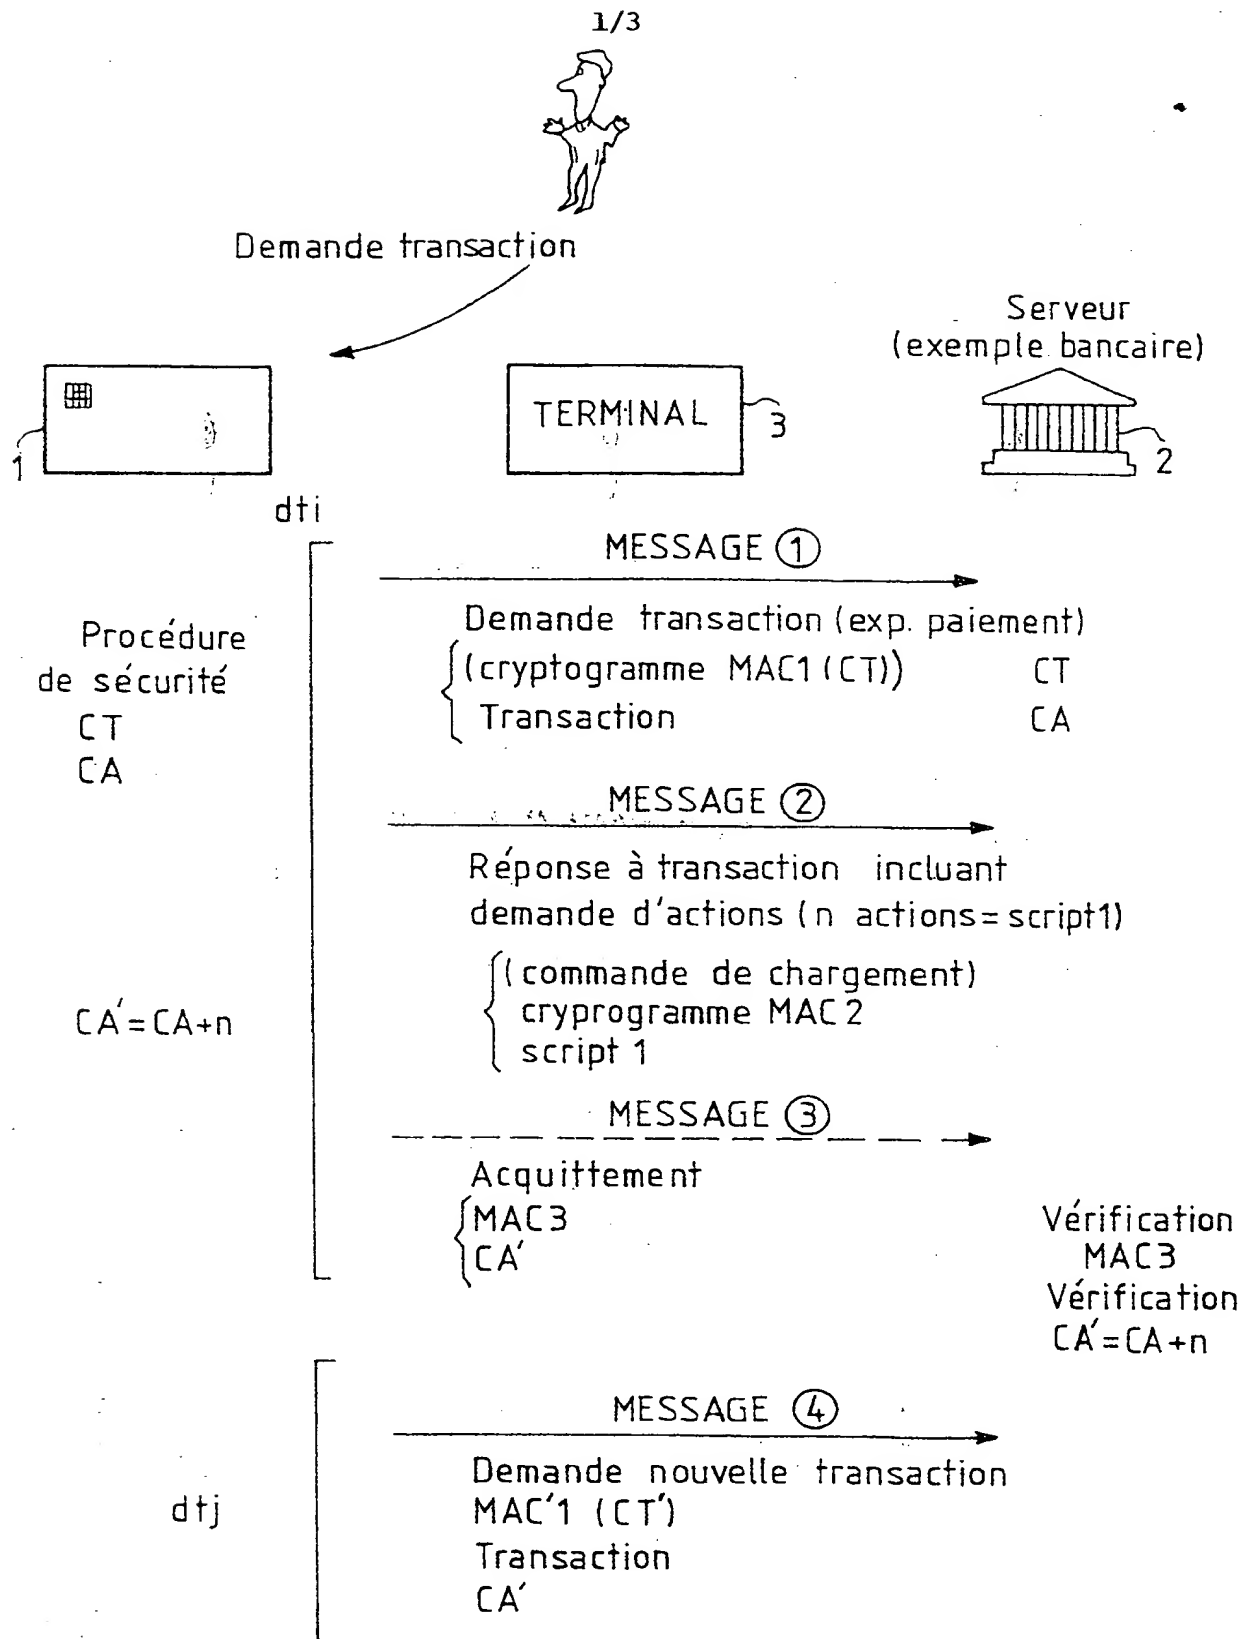 1/3
Demande transaction
Serveur
(exemple bancaire)
TERMINAL
1
3
2
dti
MESSAGE ①
Demande transaction (exp. paiement)
(cryptogramme MAC1 (CT))
Transaction
CT
CA
Procédure
de sécurité
CT
CA
MESSAGE ②
Réponse à transaction incluant
demande d'actions (n actions = script1)
(commande de chargement)
cryprogramme MAC 2
script 1
CA' = CA+n
MESSAGE ③
Acquittement
MAC3
CA'
Vérification
MAC3
Vérification
CA' = CA+n
dtj
MESSAGE ④
Demande nouvelle transaction
MAC'1 (CT')
Transaction
CA'